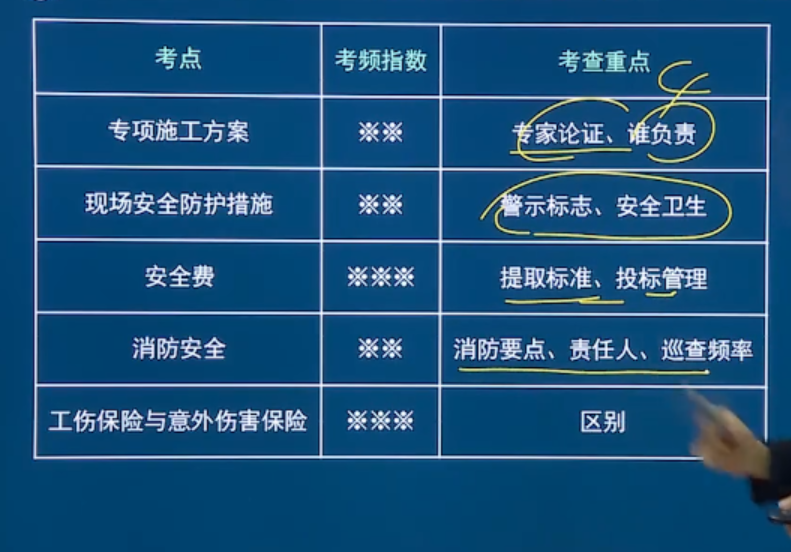 考点 考频指数 考查重点
专项施工方案 ※※ 专家论证、谁负责
现场安全防护措施 ※※ 警示标志、安全卫生
安全费 ※※※ 提取标准、投标管理
消防安全 ※※ 消防要点、责任人、巡查频率
工伤保险与意外伤害保险 ※※※ 区别